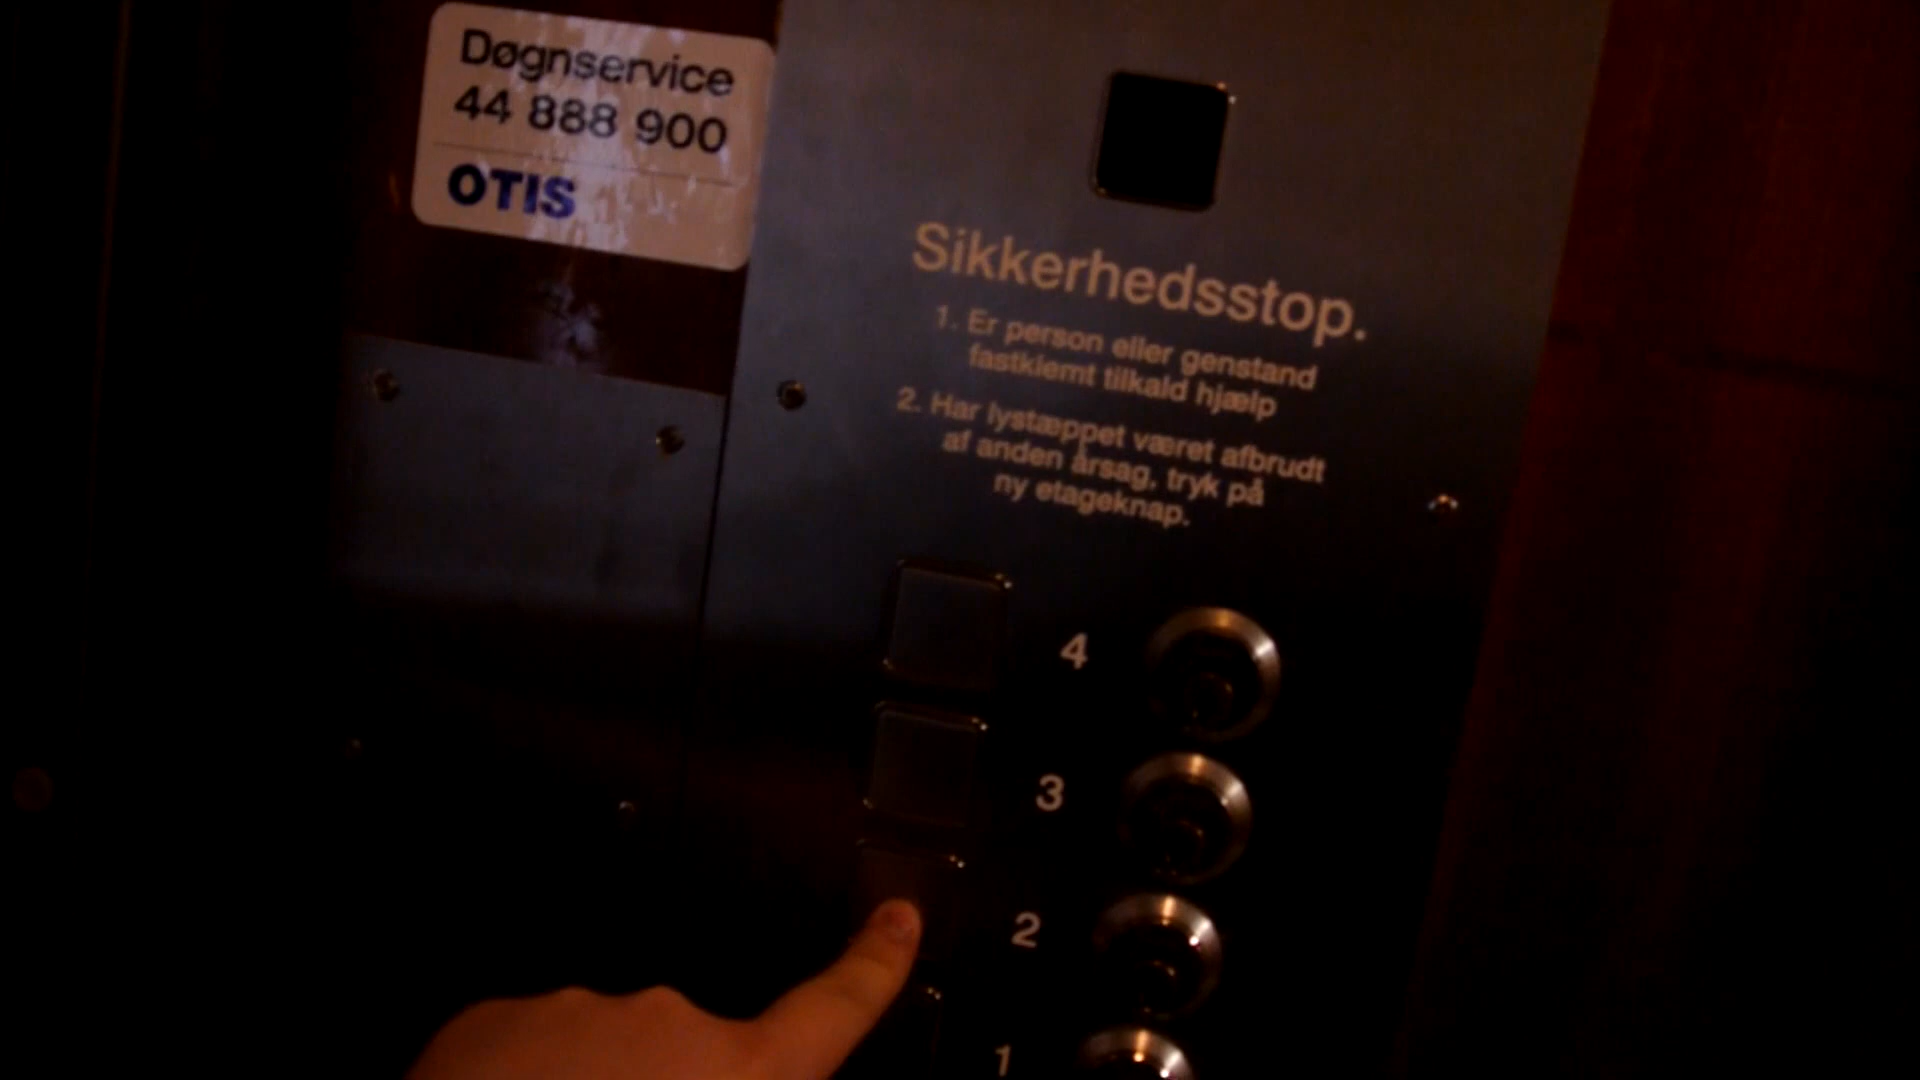 Døgnservice
44 888 900
OTIS
Sikkerhedsstop.
1. Er person eller genstand
fastklemt tilkald hjælp
2. Har lystæppet været afbrudt
af anden årsag, tryk på
ny etageknap.
4
3
2
1